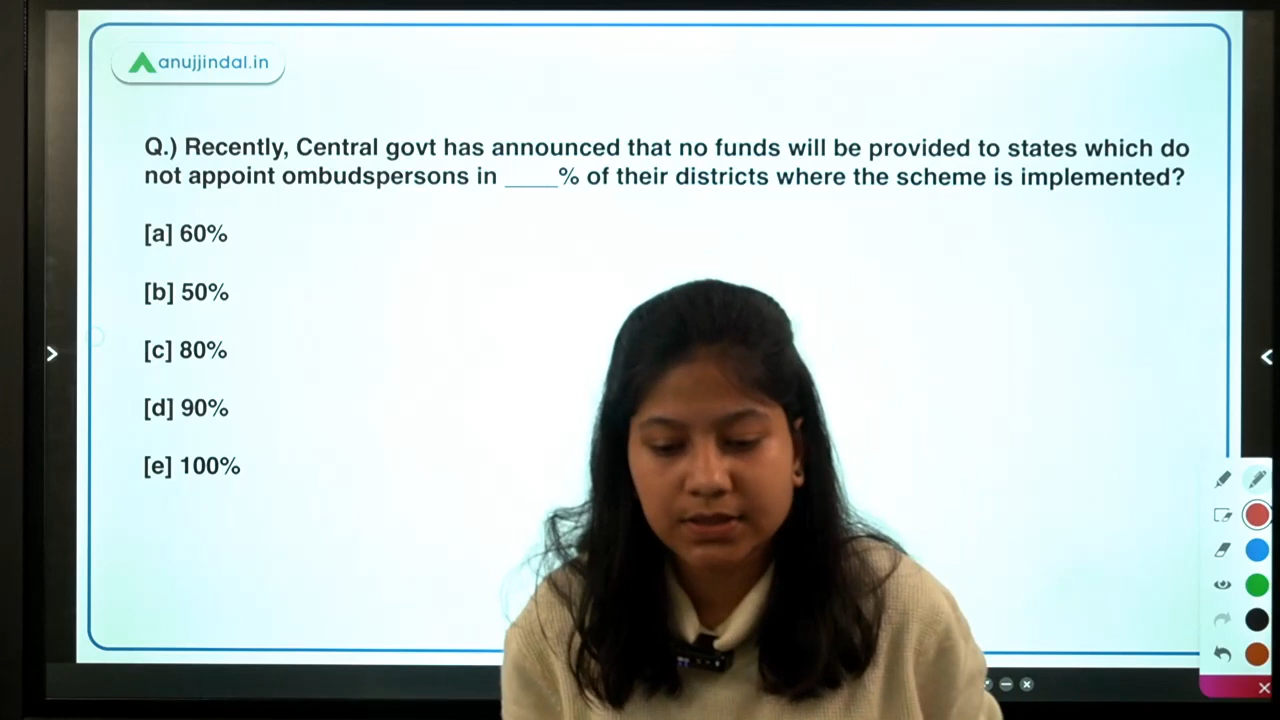 anujjindal.in
Q.) Recently, Central govt has announced that no funds will be provided to states which do
not appoint ombudspersons in ____% of their districts where the scheme is implemented?
[a] 60%
[b] 50%
[c] 80%
[d] 90%
[e] 100%